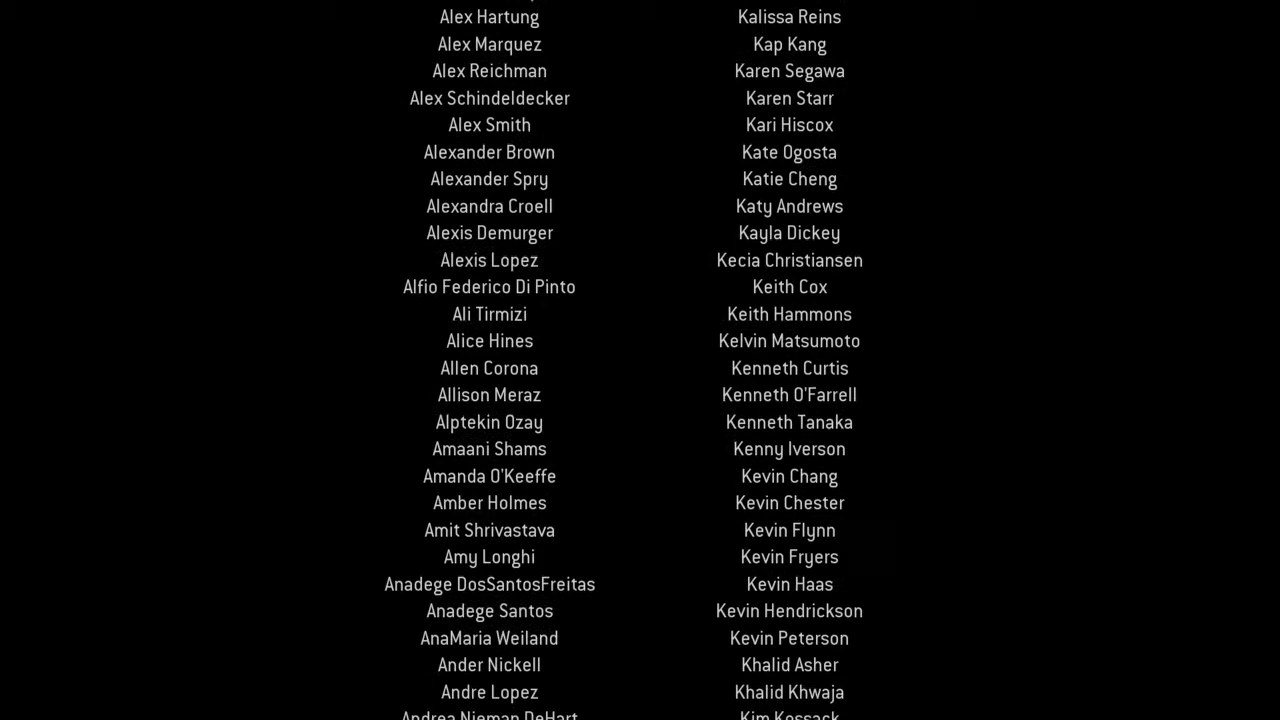 Alex Hartung
Alex Marquez
Alex Reichman
Alex Schindeldecker
Alex Smith
Alexander Brown
Alexander Spry
Alexandra Croell
Alexis Demurger
Alexis Lopez
Alfio Federico Di Pinto
Ali Tirmizi
Alice Hines
Allen Corona
Allison Meraz
Alptekin Ozay
Amaani Shams
Amanda O'Keeffe
Amber Holmes
Amit Shrivastava
Amy Longhi
Anadege DosSantosFreitas
Anadege Santos
AnaMaria Weiland
Ander Nickell
Andre Lopez
Andrea Nieman DeHart
Kalissa Reins
Kap Kang
Karen Segawa
Karen Starr
Kari Hiscox
Kate Ogosta
Katie Cheng
Katy Andrews
Kayla Dickey
Kecia Christiansen
Keith Cox
Keith Hammons
Kelvin Matsumoto
Kenneth Curtis
Kenneth O'Farrell
Kenneth Tanaka
Kenny Iverson
Kevin Chang
Kevin Chester
Kevin Flynn
Kevin Fryers
Kevin Haas
Kevin Hendrickson
Kevin Peterson
Khalid Asher
Khalid Khwaja
Kim Kossack